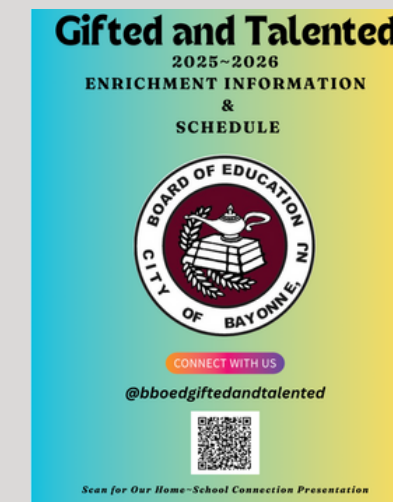 Gifted and Talented
2025~2026
ENRICHMENT INFORMATION
&
SCHEDULE
BOARD OF EDUCATION
CITY OF BAYONNE, NJ
CONNECT WITH US
@bboedgiftedandtalented
Scan for Our Home~School Connection Presentation